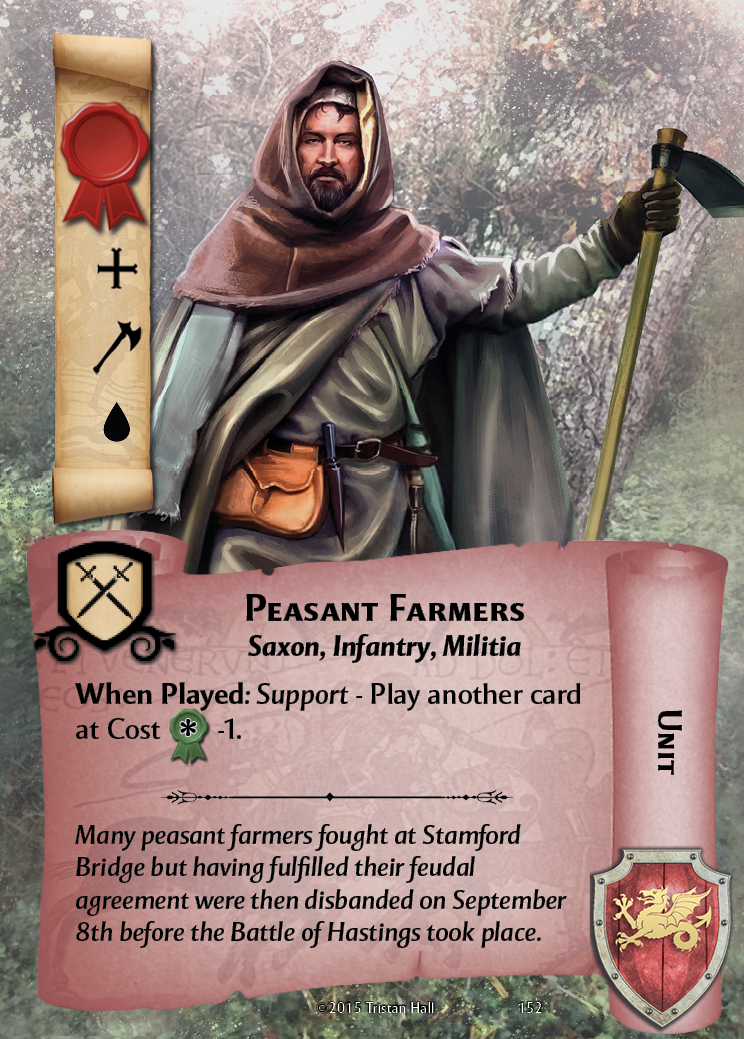 Peasant Farmers
Saxon, Infantry, Militia
When Played: Support - Play another card
at Cost * -1.
Unit
Many peasant farmers fought at Stamford
Bridge but having fulfilled their feudal
agreement were then disbanded on September
8th before the Battle of Hastings took place.
©2015 Tristan Hall 152